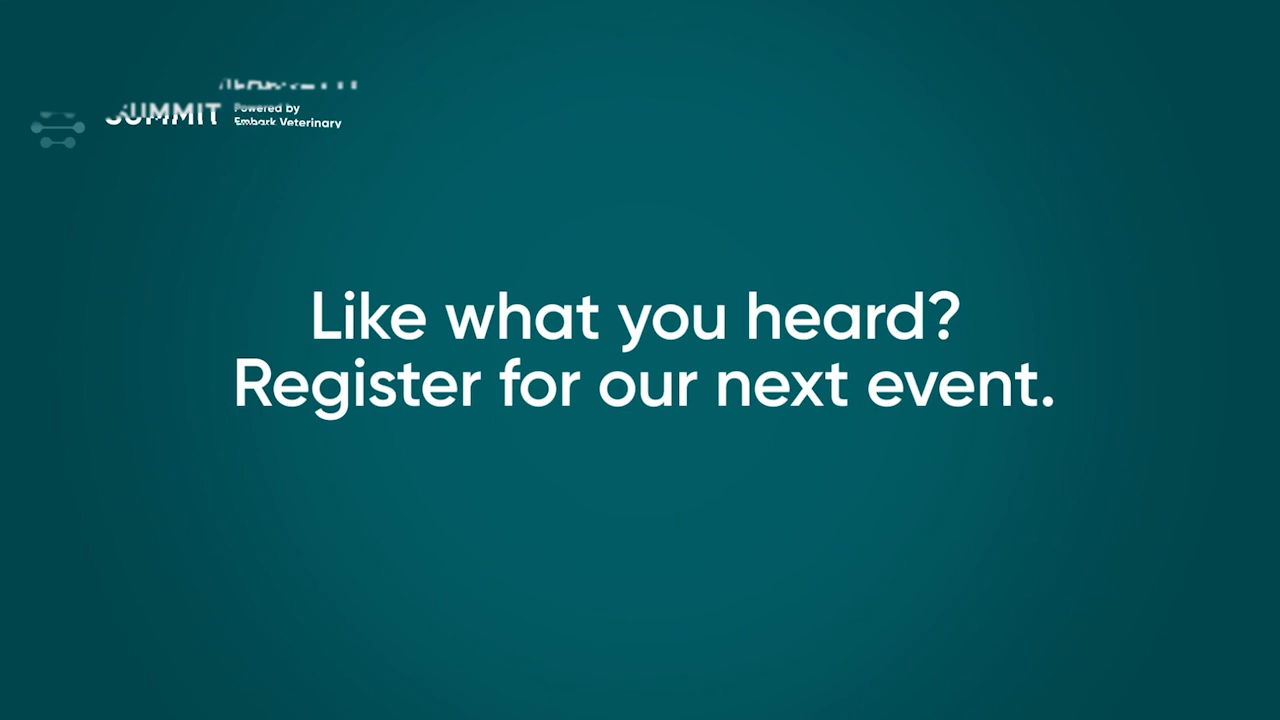 SUMMIT
Powered by
Embark Veterinary
Like what you heard?
Register for our next event.